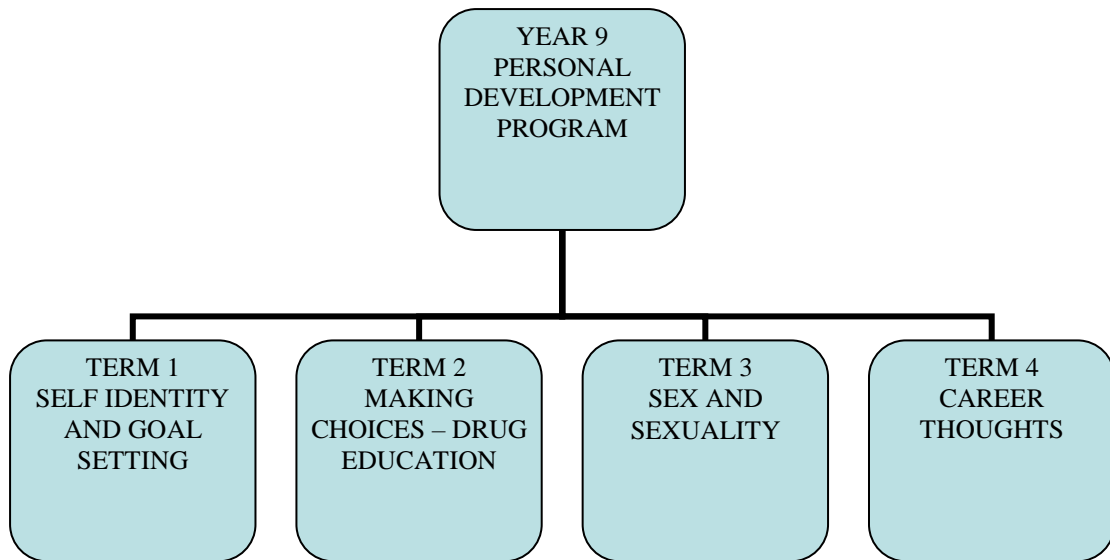 YEAR 9
PERSONAL
DEVELOPMENT
PROGRAM
TERM 1
SELF IDENTITY
AND GOAL
SETTING
TERM 2
MAKING
CHOICES – DRUG
EDUCATION
TERM 3
SEX AND
SEXUALITY
TERM 4
CAREER
THOUGHTS